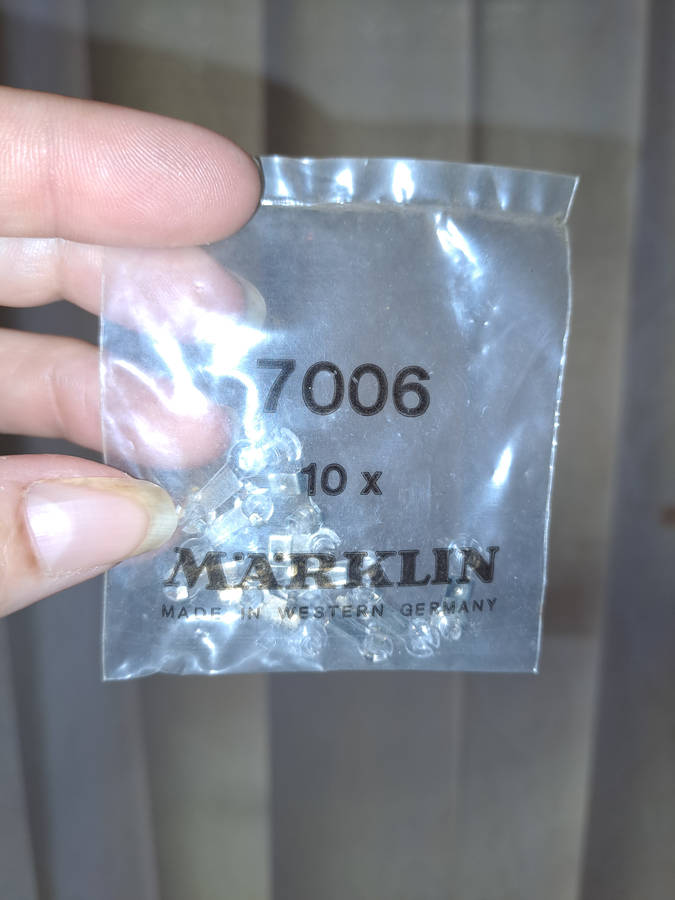 7006
10 x
MÄRKLIN
MADE IN WESTERN GERMANY